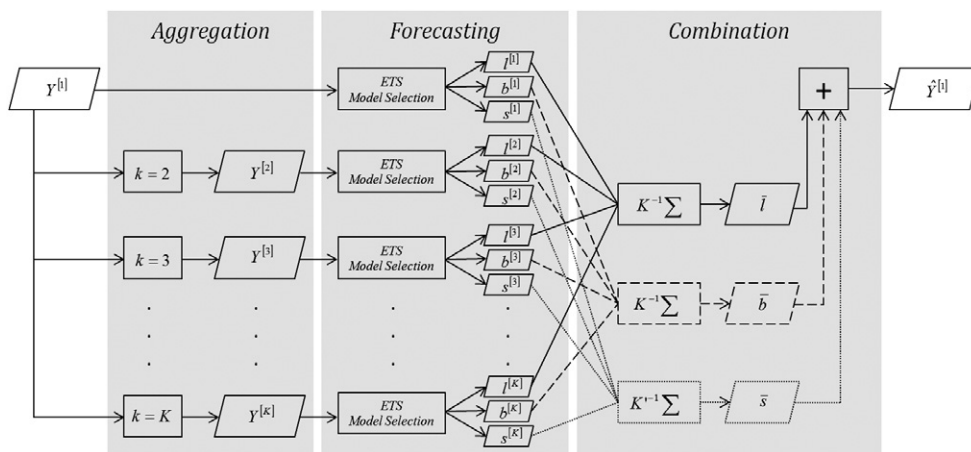 Aggregation Forecasting Combination
Y^[1]
ETS
Model Selection
l^[1]
b^[1]
s^[1]
+
Ŷ^[1]
k = 2
Y^[2]
ETS
Model Selection
l^[2]
b^[2]
s^[2]
K^-1 ∑
l̄
k = 3
Y^[3]
ETS
Model Selection
l^[3]
b^[3]
s^[3]
K^-1 ∑
b̄
k = K
Y^[K]
ETS
Model Selection
l^[K]
b^[K]
s^[K]
K'^-1 ∑
s̄